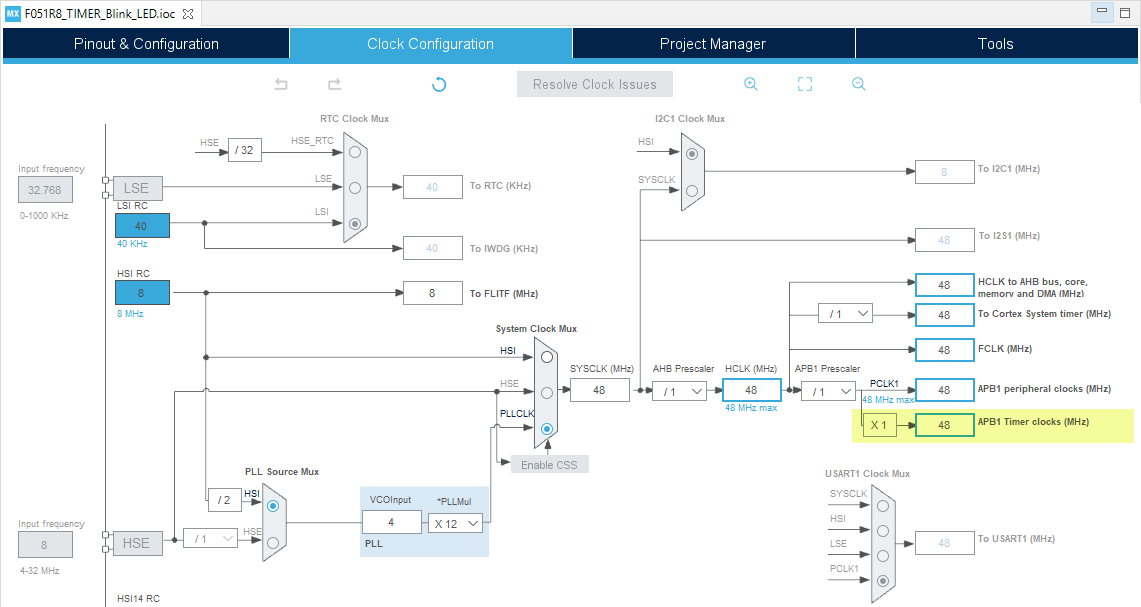 MX F051R8_TIMER_Blink_LED.ioc
Pinout & Configuration
Clock Configuration
Project Manager
Tools
Resolve Clock Issues
RTC Clock Mux
HSE
/ 32
HSE_RTC
LSE
LSI
Input frequency
32.768
0-1000 KHz
LSE
LSI RC
40
40 KHz
40
To RTC (KHz)
40
To IWDG (KHz)
HSI RC
8
8 MHz
8
To FLITF (MHz)
I2C1 Clock Mux
HSI
SYSCLK
8
To I2C1 (MHz)
48
To I2S1 (MHz)
System Clock Mux
HSI
HSE
PLLCLK
Enable CSS
SYSCLK (MHz)
48
AHB Prescaler
/ 1
HCLK (MHz)
48
48 MHz max
APB1 Prescaler
/ 1
48
HCLK to AHB bus, core,
memory and DMA (MHz)
/ 1
48
To Cortex System timer (MHz)
48
FCLK (MHz)
PCLK1
48 MHz max
48
APB1 peripheral clocks (MHz)
X 1
48
APB1 Timer clocks (MHz)
PLL Source Mux
/ 2
HSI
HSE
/ 1
VCOInput
4
*PLLMul
X 12
PLL
Input frequency
8
4-32 MHz
HSE
USART1 Clock Mux
SYSCLK
HSI
LSE
PCLK1
48
To USART1 (MHz)
HSI14 RC